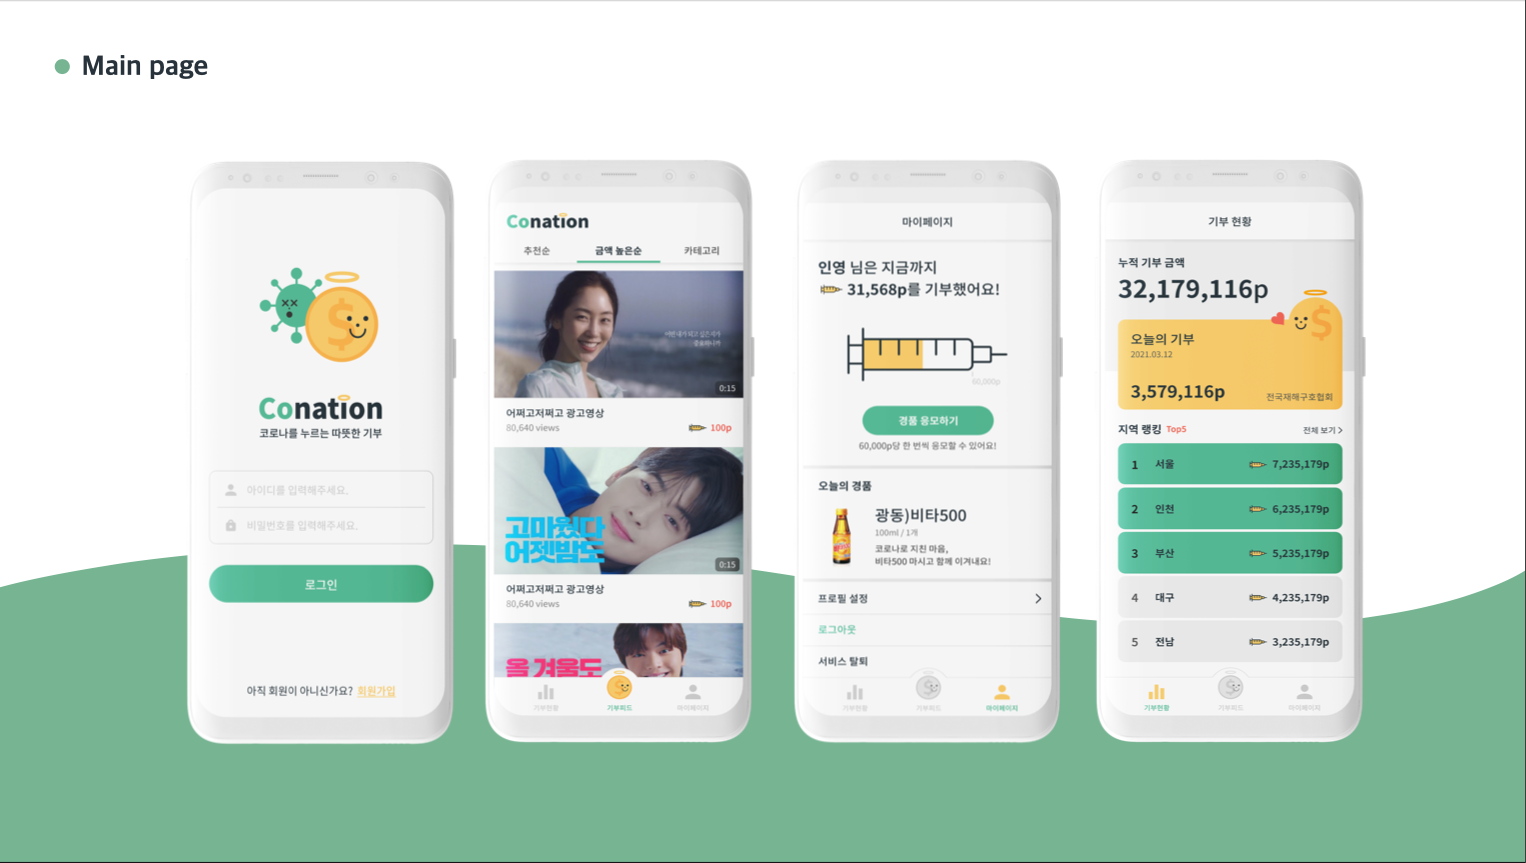 Main page
Conation
코로나를 누르는 따뜻한 기부
아이디를 입력해주세요.
비밀번호를 입력해주세요.
로그인
아직 회원이 아니신가요? 회원가입
Conation
추천순 금액 높은순 카테고리
0:15
어쩌고저쩌고 광고영상
80,640 views 100p
고마웠다
어젯밤도
0:15
어쩌고저쩌고 광고영상
80,640 views 100p
올 겨울도
기부현황 기부피드 마이페이지
마이페이지
인영 님은 지금까지
31,568p를 기부했어요!
60,000p
경품 응모하기
60,000p당 한 번씩 응모할 수 있어요!
오늘의 경품
광동)비타500
100ml / 1개
코로나로 지친 마음,
비타500 마시고 함께 이겨내요!
프로필 설정
로그아웃
서비스 탈퇴
기부현황 기부피드 마이페이지
기부 현황
누적 기부 금액
32,179,116p
오늘의 기부
2021.03.12
3,579,116p 전국재해구호협회
지역 랭킹 Top5 전체 보기 >
1 서울 7,235,179p
2 인천 6,235,179p
3 부산 5,235,179p
4 대구 4,235,179p
5 전남 3,235,179p
기부현황 기부피드 마이페이지